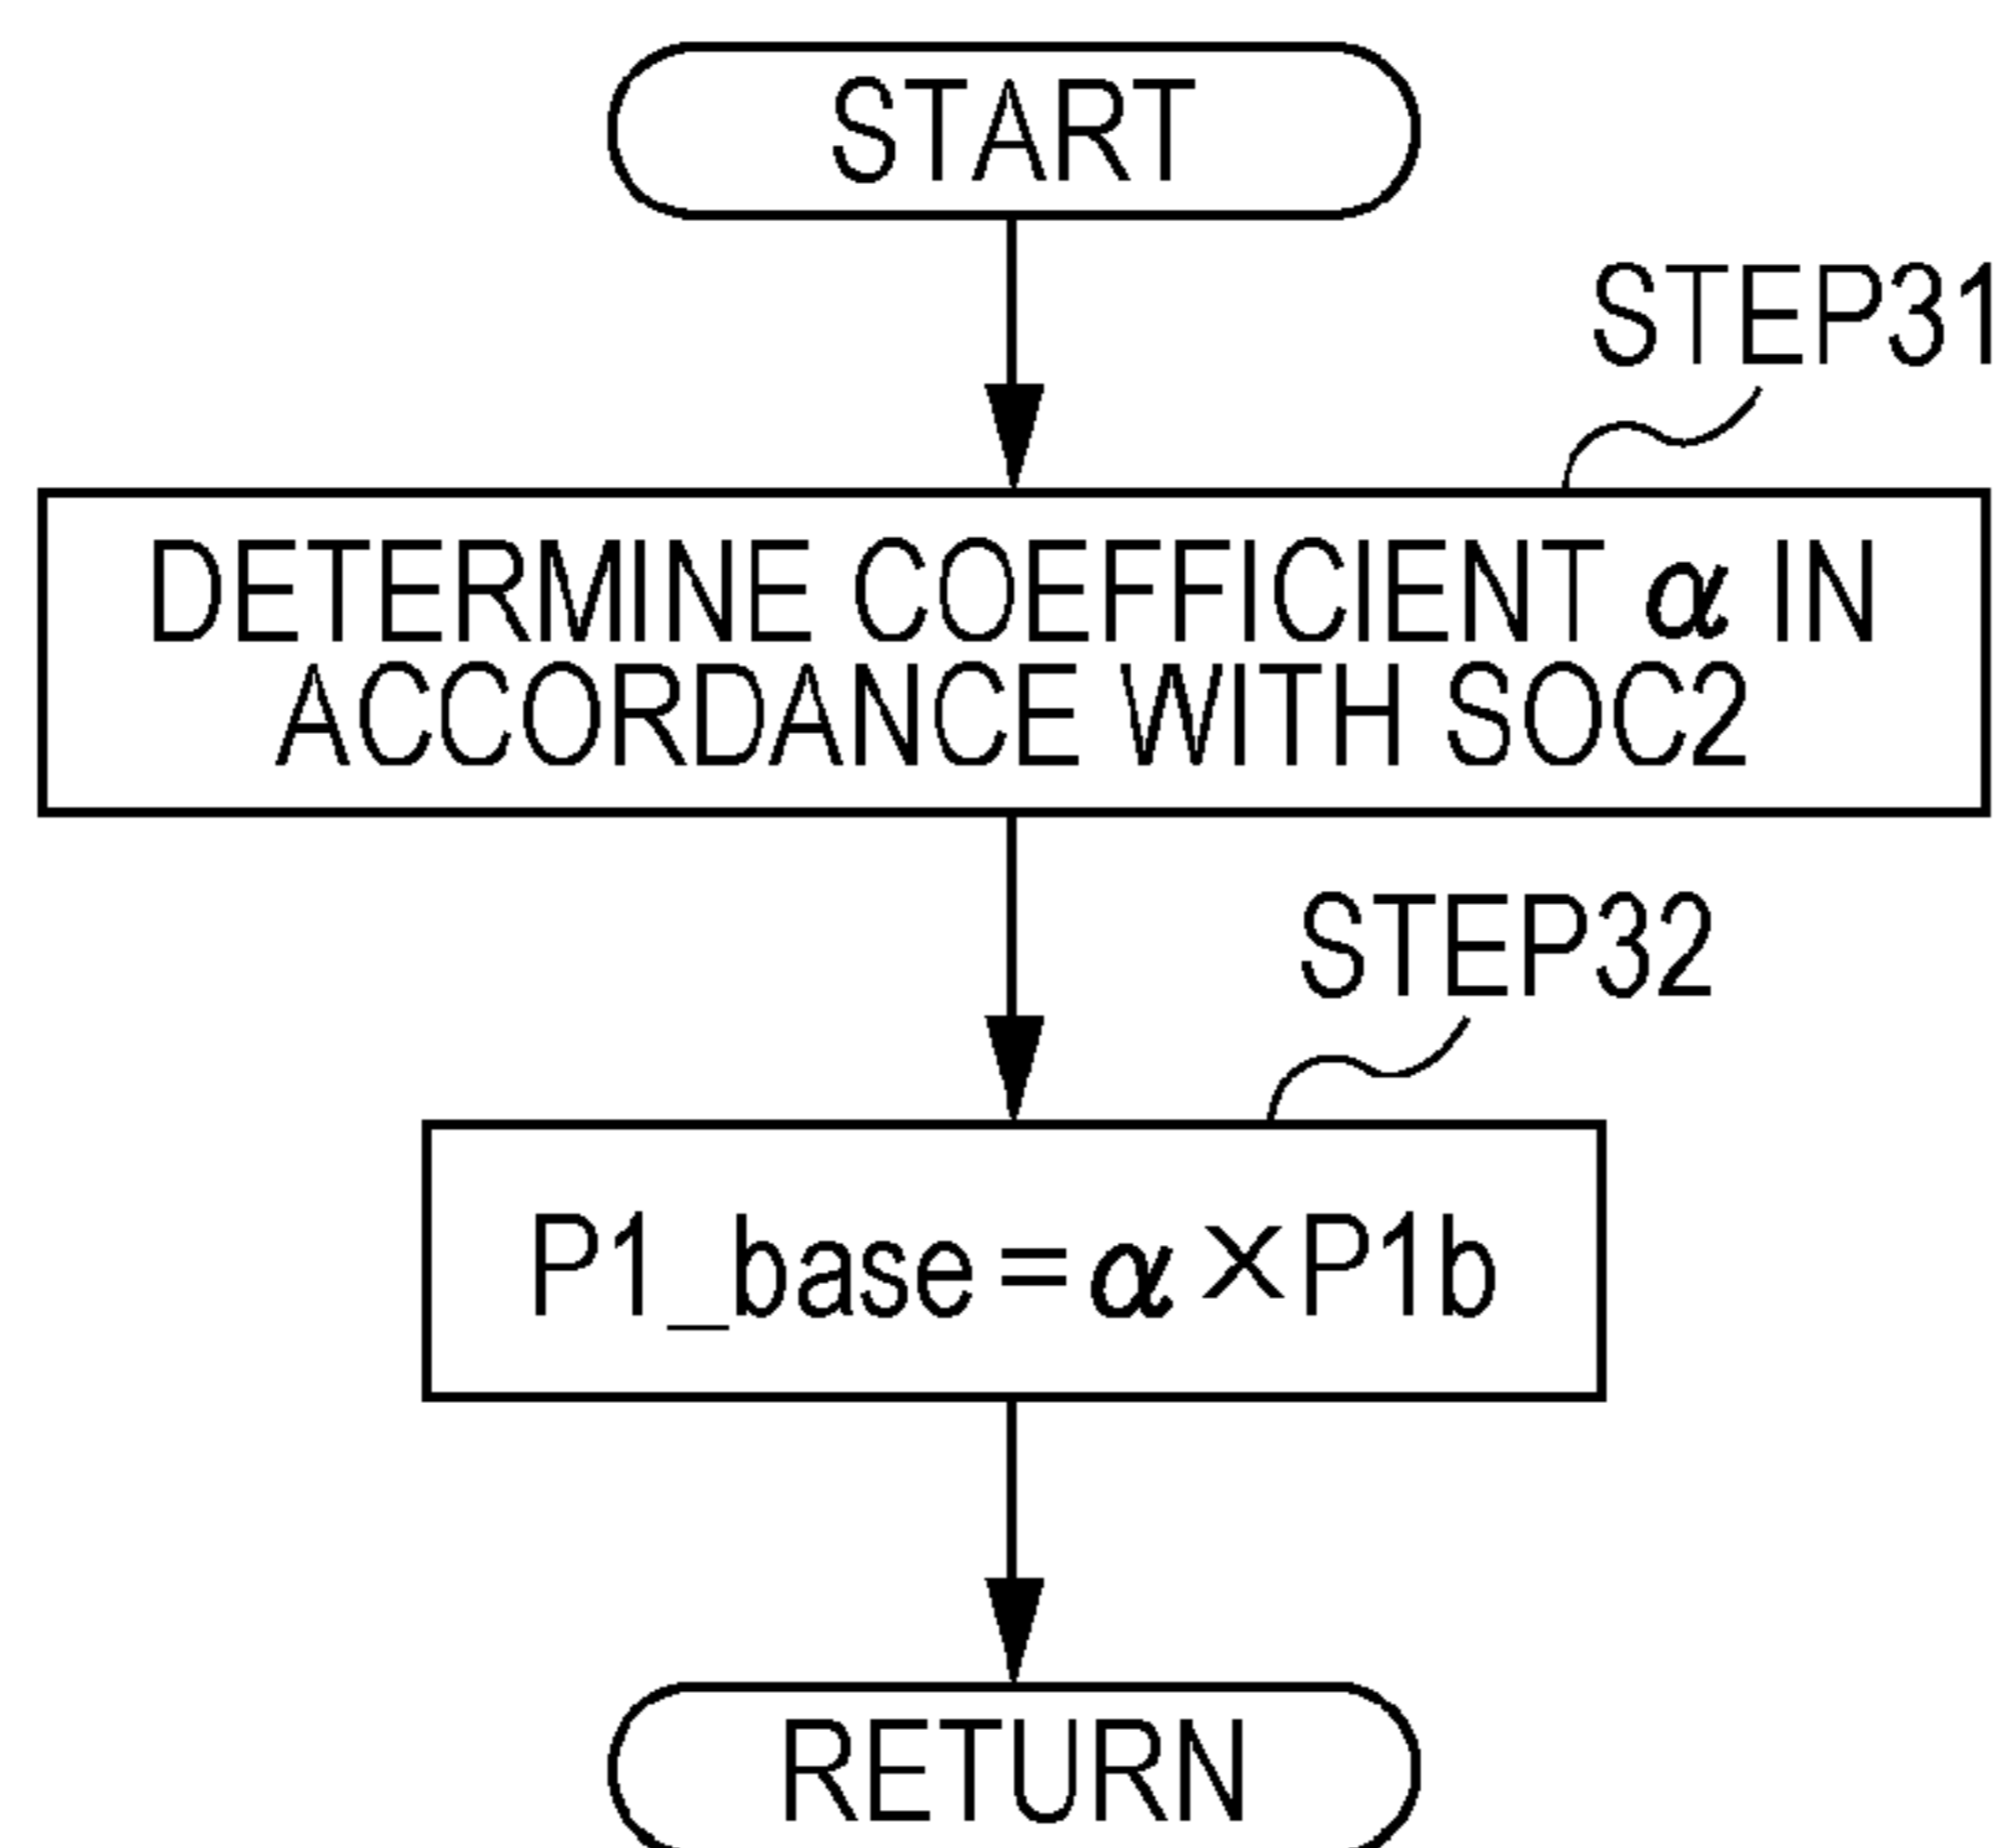 START
STEP31
DETERMINE COEFFICIENT α IN
ACCORDANCE WITH SOC2
STEP32
P1_base=α×P1b
RETURN